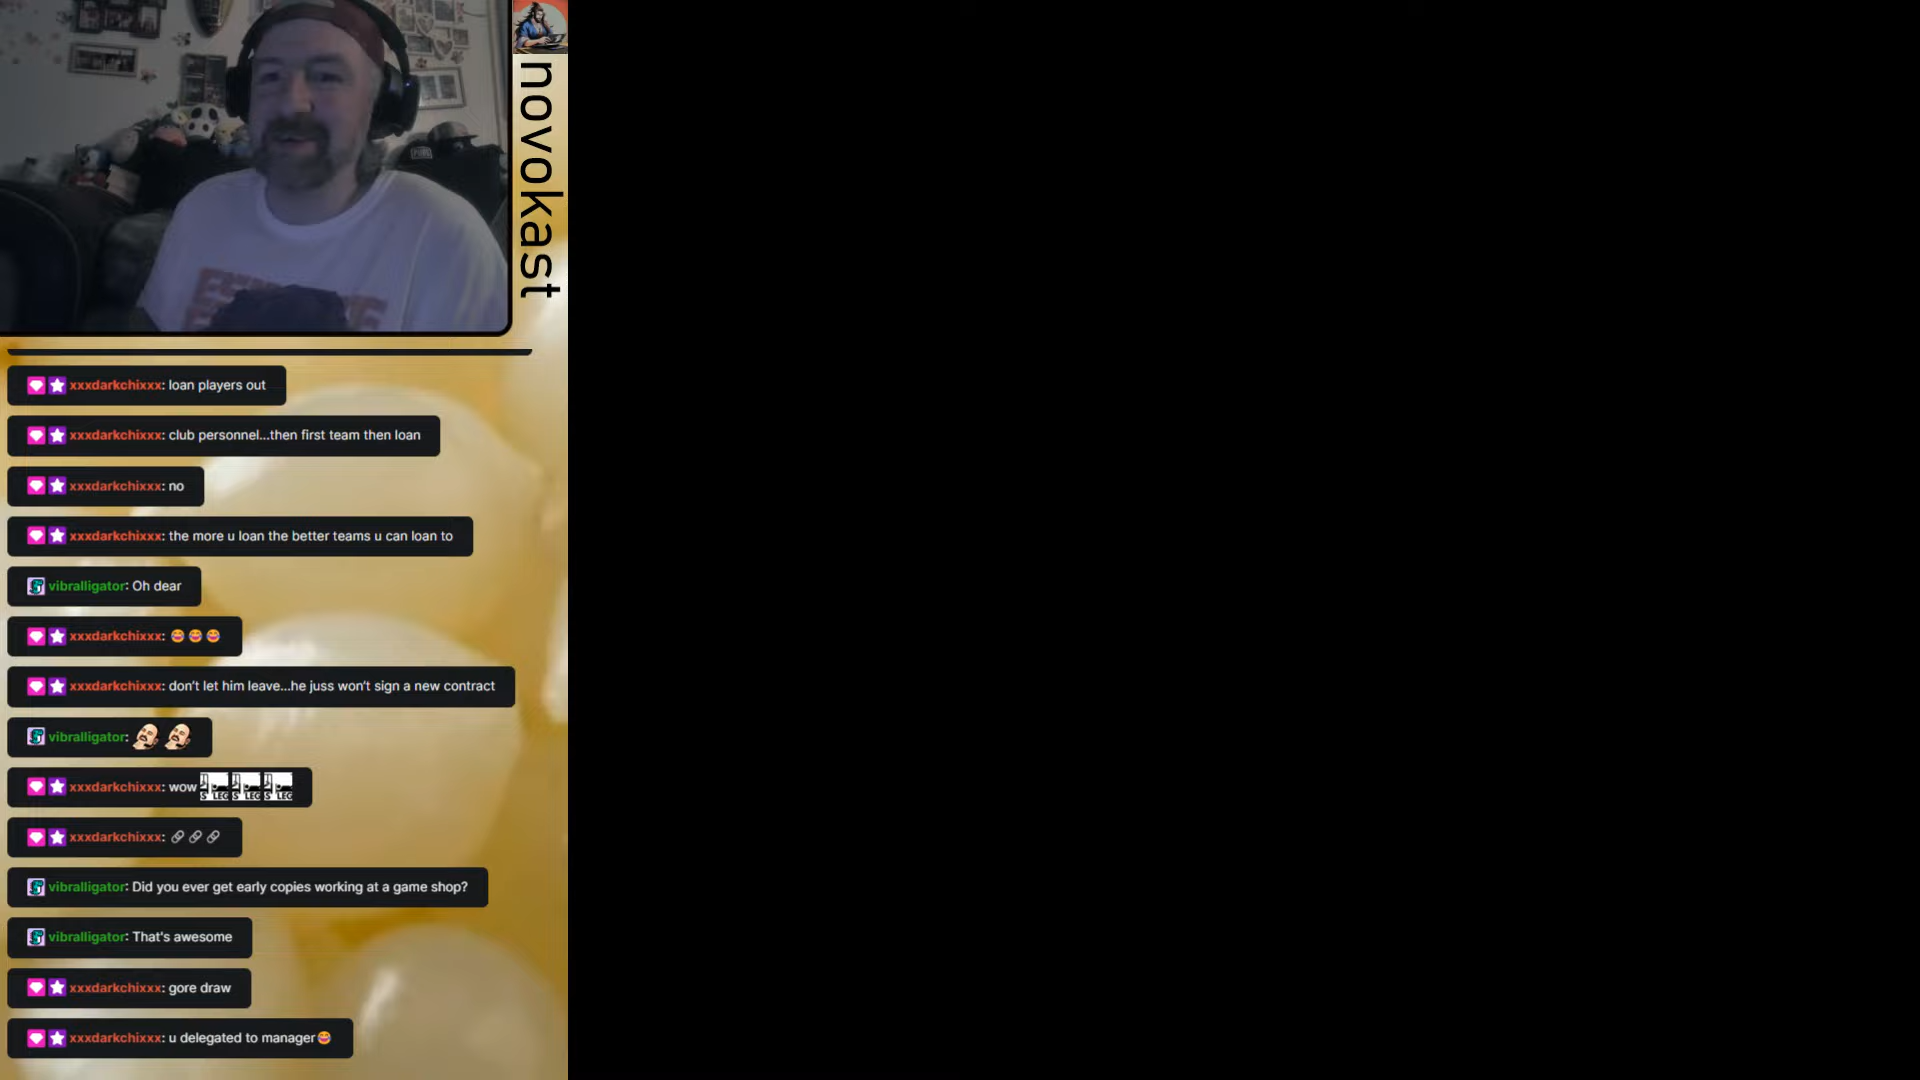 novokast
xxxdarkchixxx: loan players out
xxxdarkchixxx: club personnel...then first team then loan
xxxdarkchixxx: no
xxxdarkchixxx: the more u loan the better teams u can loan to
vibralligator: Oh dear
xxxdarkchixxx: 😂 😂 😂
xxxdarkchixxx: don't let him leave...he juss won't sign a new contract
vibralligator:
xxxdarkchixxx: wow
xxxdarkchixxx: 🔗 🔗 🔗
vibralligator: Did you ever get early copies working at a game shop?
vibralligator: That's awesome
xxxdarkchixxx: gore draw
xxxdarkchixxx: u delegated to manager😂